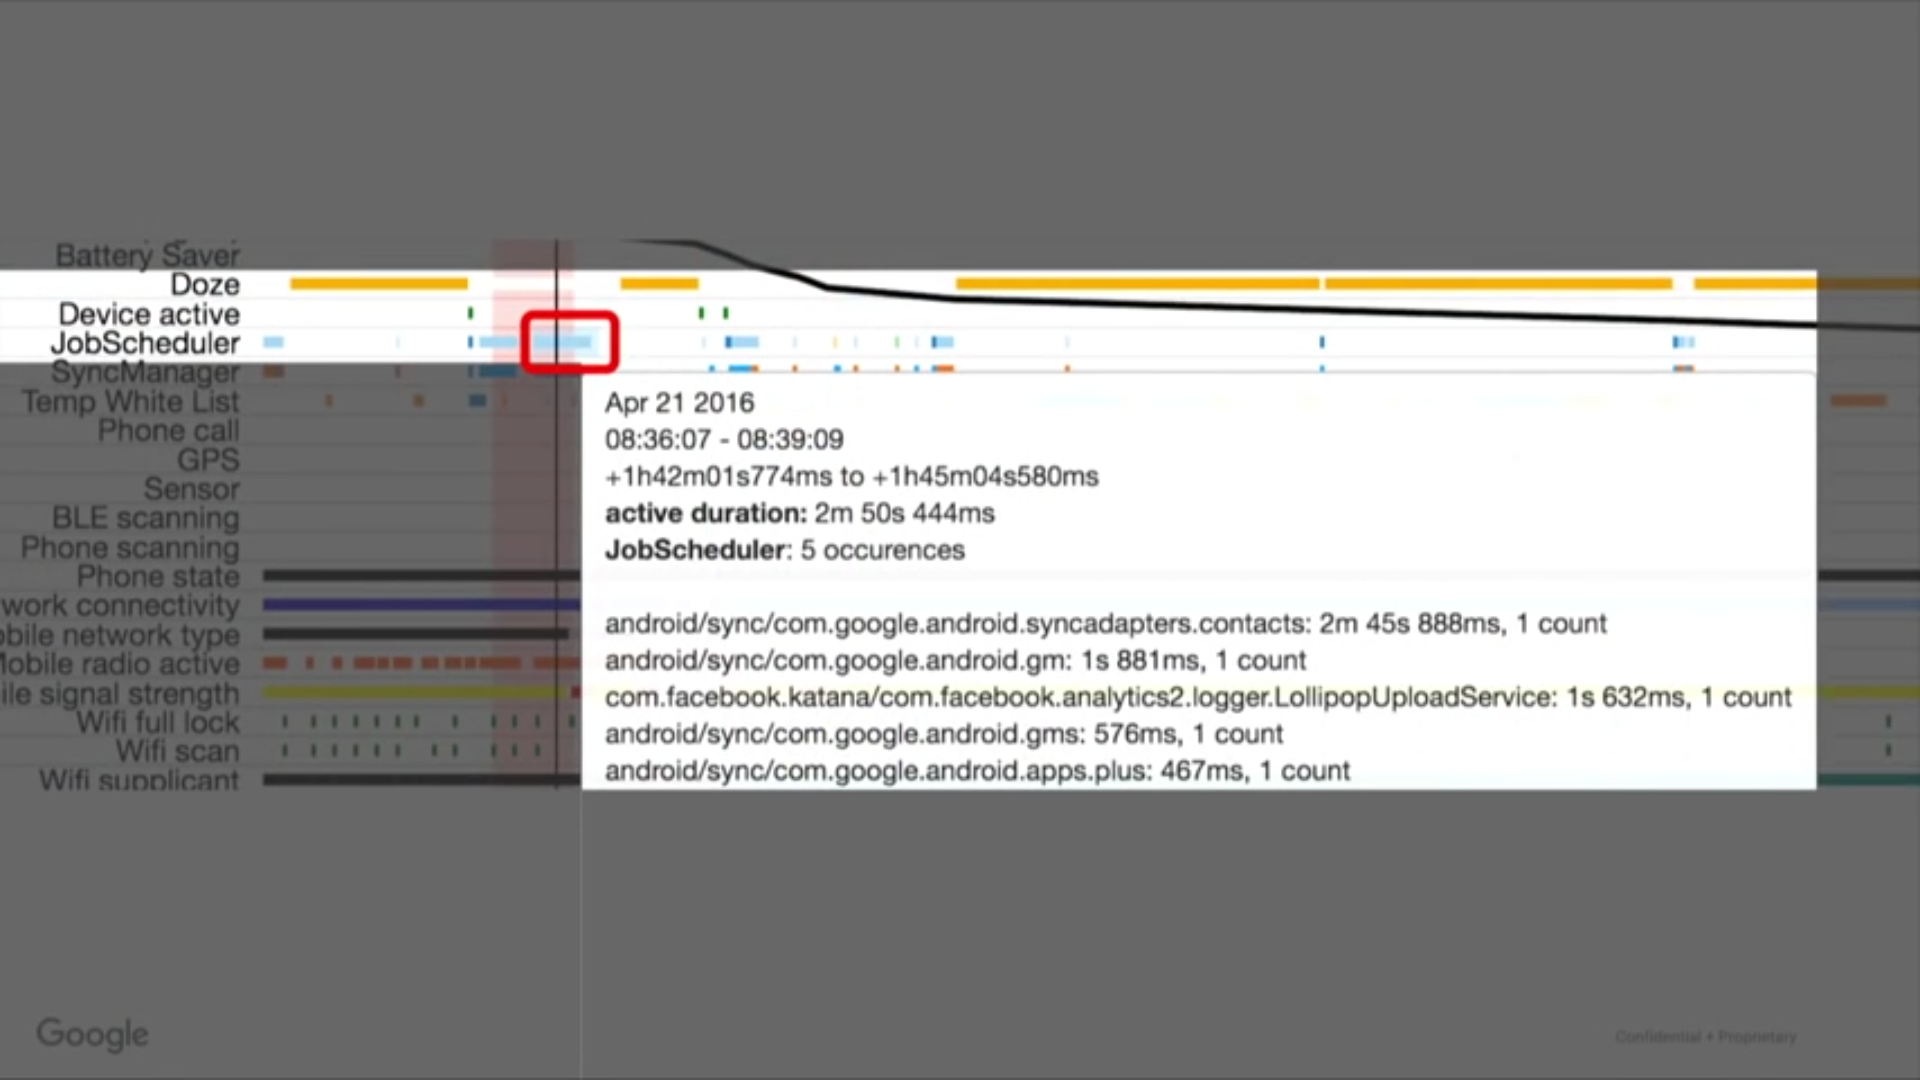 Battery Saver
Doze
Device active
JobScheduler
SyncManager
Temp White List
Phone call
GPS
Sensor
BLE scanning
Phone scanning
Phone state
work connectivity
obile network type
Mobile radio active
ile signal strength
Wifi full lock
Wifi scan
Wifi supplicant
Apr 21 2016
08:36:07 - 08:39:09
+1h42m01s774ms to +1h45m04s580ms
active duration: 2m 50s 444ms
JobScheduler: 5 occurences
android/sync/com.google.android.syncadapters.contacts: 2m 45s 888ms, 1 count
android/sync/com.google.android.gm: 1s 881ms, 1 count
com.facebook.katana/com.facebook.analytics2.logger.LollipopUploadService: 1s 632ms, 1 count
android/sync/com.google.android.gms: 576ms, 1 count
android/sync/com.google.android.apps.plus: 467ms, 1 count
Google
Confidential + Proprietary